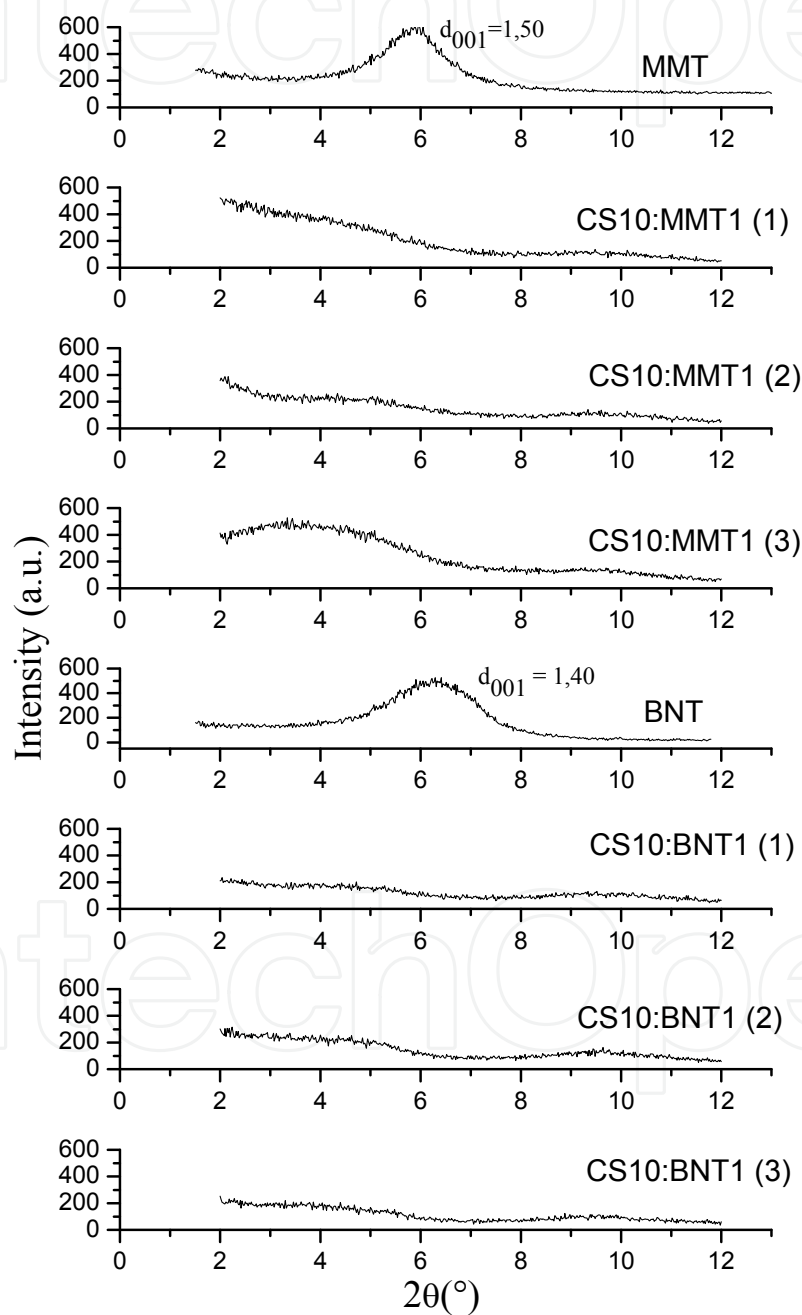 600
400
200
0
d001=1,50
MMT
0 2 4 6 8 10 12
600
400
200
0
CS10:MMT1 (1)
0 2 4 6 8 10 12
600
400
200
0
CS10:MMT1 (2)
0 2 4 6 8 10 12
600
400
200
0
CS10:MMT1 (3)
0 2 4 6 8 10 12
Intensity (a.u.)
600
400
200
0
d001 = 1,40
BNT
0 2 4 6 8 10 12
600
400
200
0
CS10:BNT1 (1)
0 2 4 6 8 10 12
600
400
200
0
CS10:BNT1 (2)
0 2 4 6 8 10 12
600
400
200
0
CS10:BNT1 (3)
0 2 4 6 8 10 12
2θ(°)
ntechOpe
ntechOpe